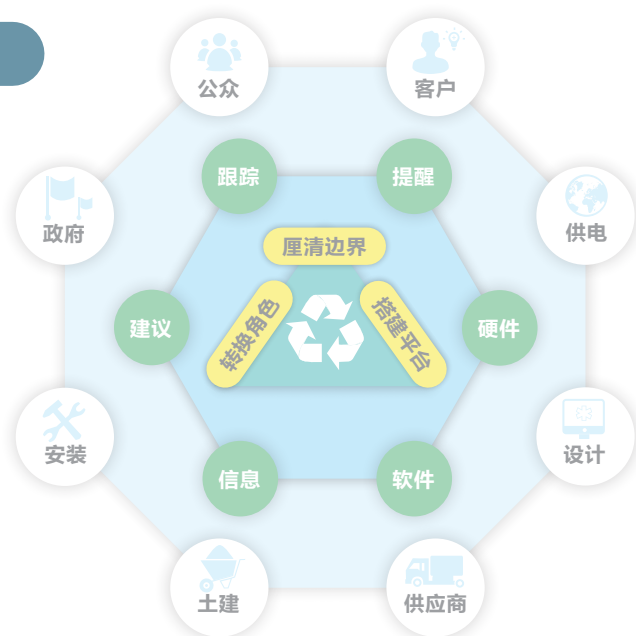 公众
客户
跟踪
提醒
政府
供电
厘清边界
转换角色
搭建平台
建议
硬件
安装
设计
信息
软件
土建
供应商